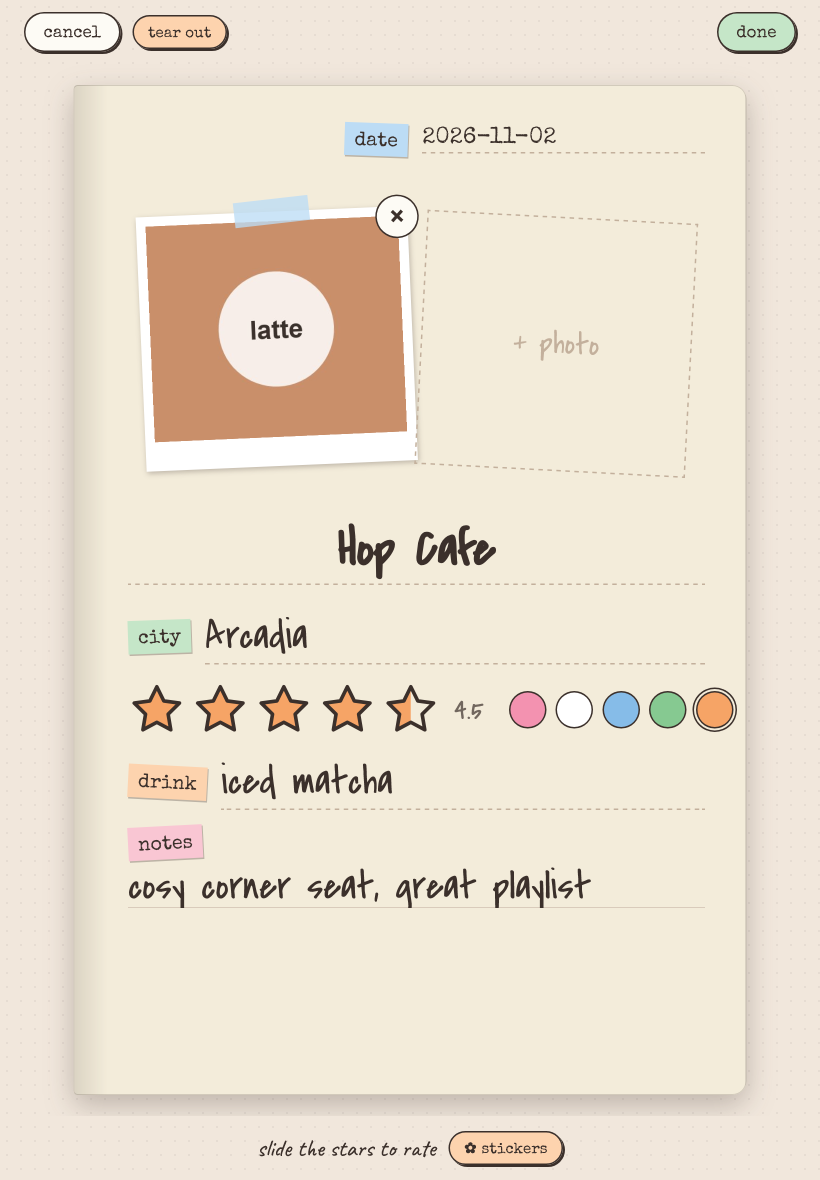 cancel
tear out
done
date 2026-11-02
×
latte
+ photo
Hop Cafe
city Arcadia
4.5
drink iced matcha
notes
cosy corner seat, great playlist
slide the stars to rate
✿ stickers